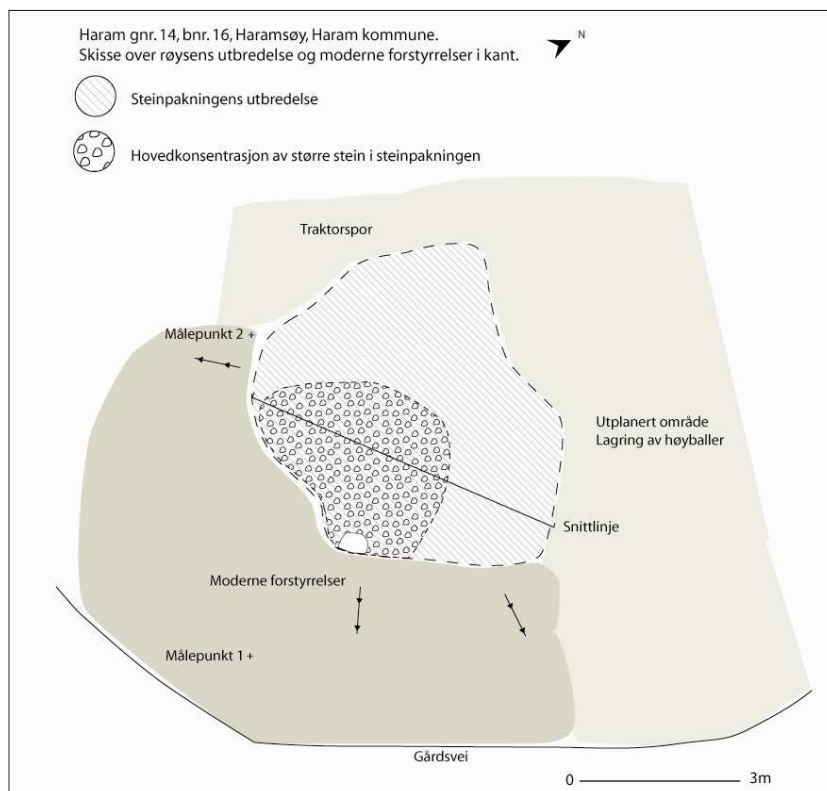 Haram gnr. 14, bnr. 16, Haramsøy, Haram kommune.
Skisse over røysens utbredelse og moderne forstyrrelser i kant.
N
Steinpakningens utbredelse
Hovedkonsentrasjon av større stein i steinpakningen
Traktorspor
Målepunkt 2 +
Utplanert område
Lagring av høyballer
Snittlinje
Moderne forstyrrelser
Målepunkt 1 +
Gårdsvei
0 3m